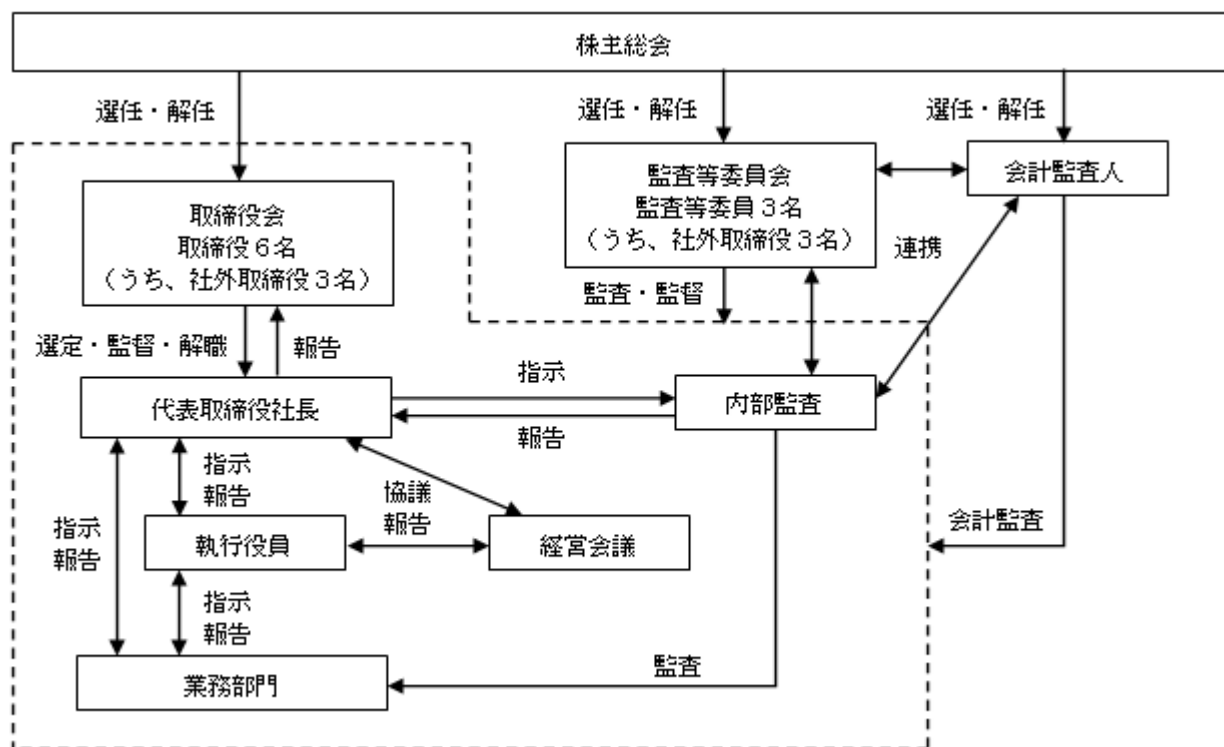 株主総会
選任・解任
選任・解任
選任・解任
取締役会
取締役６名
（うち、社外取締役３名）
監査等委員会
監査等委員３名
（うち、社外取締役３名）
会計監査人
連携
監査・監督
選定・監督・解職
報告
代表取締役社長
指示
報告
内部監査
指示
報告
協議
報告
指示
報告
執行役員
経営会議
会計監査
指示
報告
業務部門
監査